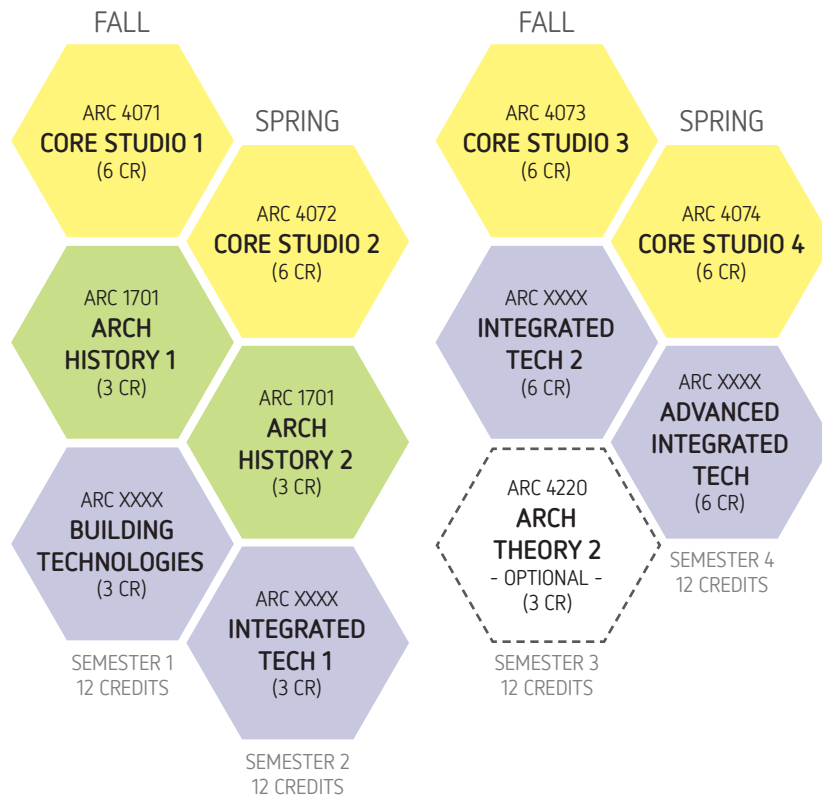 FALL
ARC 4071
CORE STUDIO 1
(6 CR)
ARC 1701
ARCH
HISTORY 1
(3 CR)
ARC XXXX
BUILDING
TECHNOLOGIES
(3 CR)
SEMESTER 1
12 CREDITS
SPRING
ARC 4072
CORE STUDIO 2
(6 CR)
ARC 1701
ARCH
HISTORY 2
(3 CR)
ARC XXXX
INTEGRATED
TECH 1
(3 CR)
SEMESTER 2
12 CREDITS
FALL
ARC 4073
CORE STUDIO 3
(6 CR)
ARC XXXX
INTEGRATED
TECH 2
(6 CR)
ARC 4220
ARCH
THEORY 2
- OPTIONAL -
(3 CR)
SEMESTER 3
12 CREDITS
SPRING
ARC 4074
CORE STUDIO 4
(6 CR)
ARC XXXX
ADVANCED
INTEGRATED
TECH
(6 CR)
SEMESTER 4
12 CREDITS